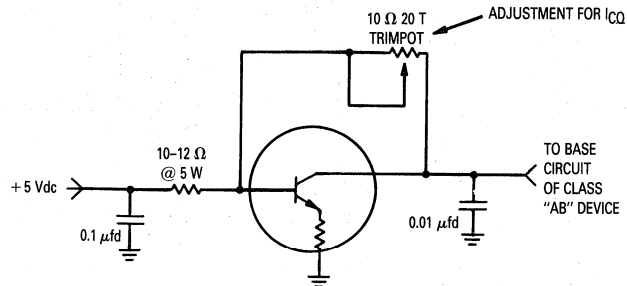 10 Ω 20 T
TRIMPOT
ADJUSTMENT FOR ICQ
10–12 Ω
@ 5 W
+5 Vdc
0.1 μfd
0.01 μfd
TO BASE
CIRCUIT
OF CLASS
"AB" DEVICE